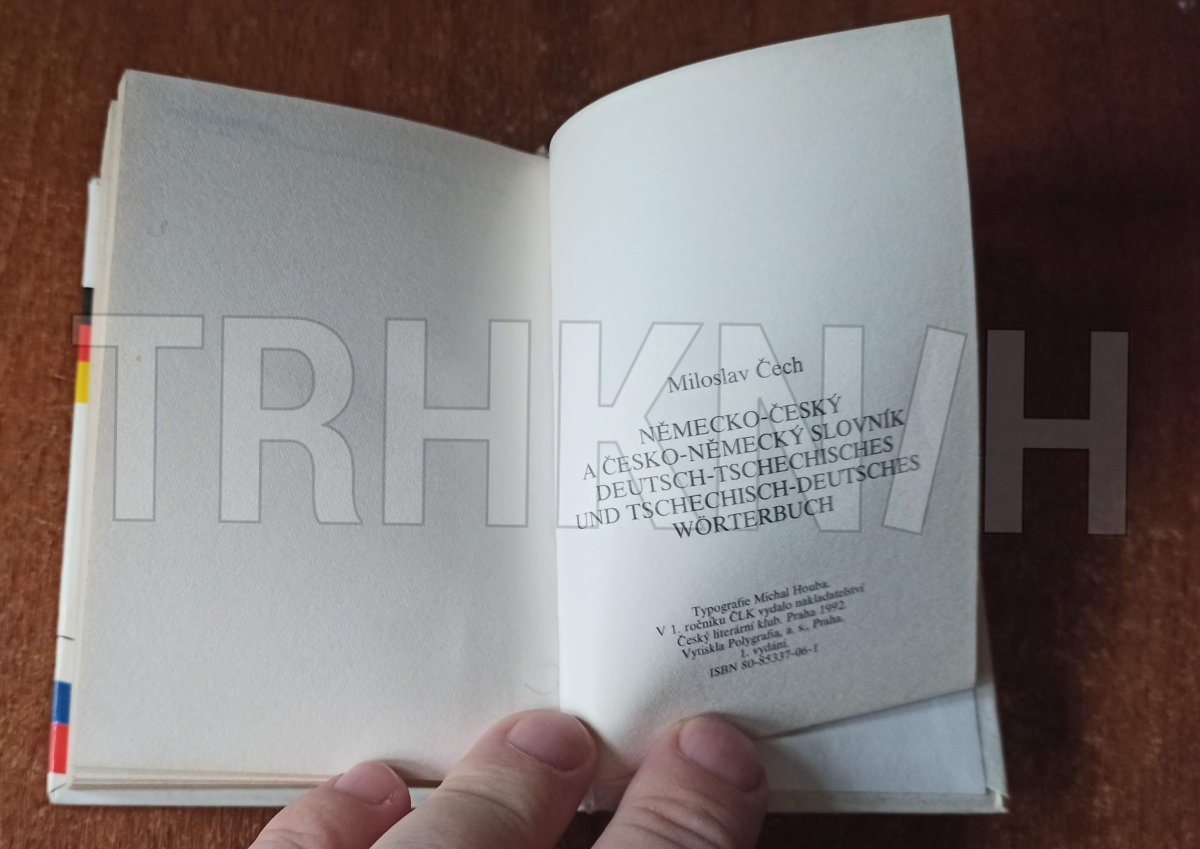 Miloslav Čech
NĚMECKO-ČESKÝ
A ČESKO-NĚMECKÝ SLOVNÍK
DEUTSCH-TSCHECHISCHES
UND TSCHECHISCH-DEUTSCHES
WÖRTERBUCH
Typografie Michal Houba.
V 1. ročníku ČLK vydalo nakladatelství
Český literární klub. Praha 1992.
Vytiskla Polygrafia, a. s., Praha.
1. vydání.
ISBN 80-85337-06-1
TRHKNIH